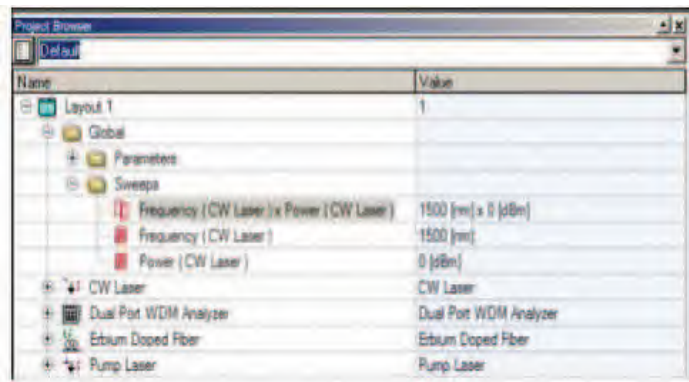 Project Browser
Default
Name Value
Layout 1 1
Global
Parameters
Sweeps
Frequency ( CW Laser ) x Power ( CW Laser ) 1500 [nm] x 0 [dBm]
Frequency ( CW Laser ) 1500 [nm]
Power ( CW Laser ) 0 [dBm]
CW Laser CW Laser
Dual Port WDM Analyzer Dual Port WDM Analyzer
Erbium Doped Fiber Erbium Doped Fiber
Pump Laser Pump Laser